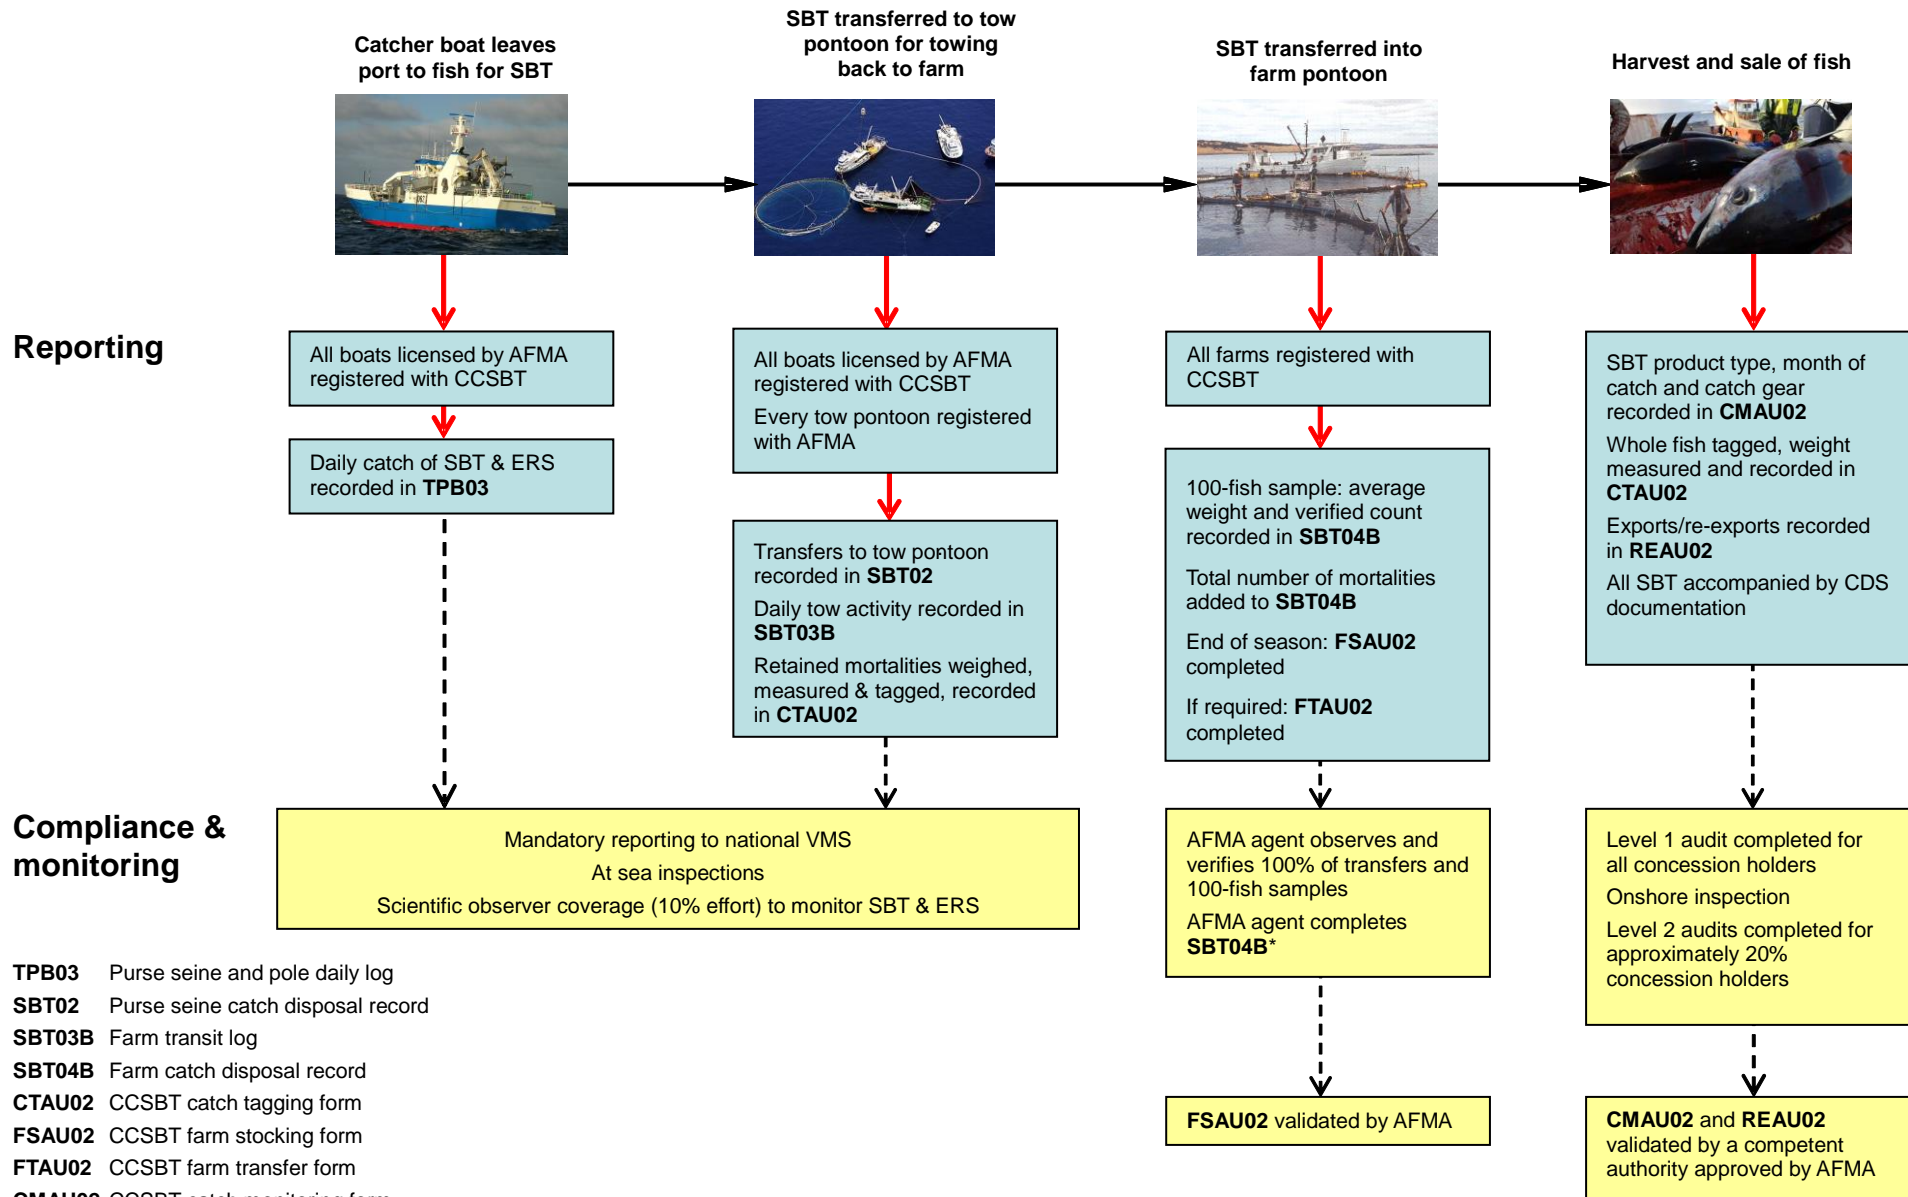 Catcher boat leaves
port to fish for SBT
SBT transferred to tow
pontoon for towing
back to farm
SBT transferred into
farm pontoon
Harvest and sale of fish
Reporting
All boats licensed by AFMA
registered with CCSBT
Daily catch of SBT & ERS
recorded in TPB03
All boats licensed by AFMA
registered with CCSBT
Every tow pontoon registered
with AFMA
Transfers to tow pontoon
recorded in SBT02
Daily tow activity recorded in
SBT03B
Retained mortalities weighed,
measured & tagged, recorded
in CTAU02
All farms registered with
CCSBT
100-fish sample: average
weight and verified count
recorded in SBT04B
Total number of mortalities
added to SBT04B
End of season: FSAU02
completed
If required: FTAU02
completed
SBT product type, month of
catch and catch gear
recorded in CMAU02
Whole fish tagged, weight
measured and recorded in
CTAU02
Exports/re-exports recorded
in REAU02
All SBT accompanied by CDS
documentation
Compliance &
monitoring
Mandatory reporting to national VMS
At sea inspections
Scientific observer coverage (10% effort) to monitor SBT & ERS
AFMA agent observes and
verifies 100% of transfers and
100-fish samples
AFMA agent completes
SBT04B*
FSAU02 validated by AFMA
Level 1 audit completed for
all concession holders
Onshore inspection
Level 2 audits completed for
approximately 20%
concession holders
CMAU02 and REAU02
validated by a competent
authority approved by AFMA
TPB03 Purse seine and pole daily log
SBT02 Purse seine catch disposal record
SBT03B Farm transit log
SBT04B Farm catch disposal record
CTAU02 CCSBT catch tagging form
FSAU02 CCSBT farm stocking form
FTAU02 CCSBT farm transfer form
CMAU02 CCSBT catch monitoring form